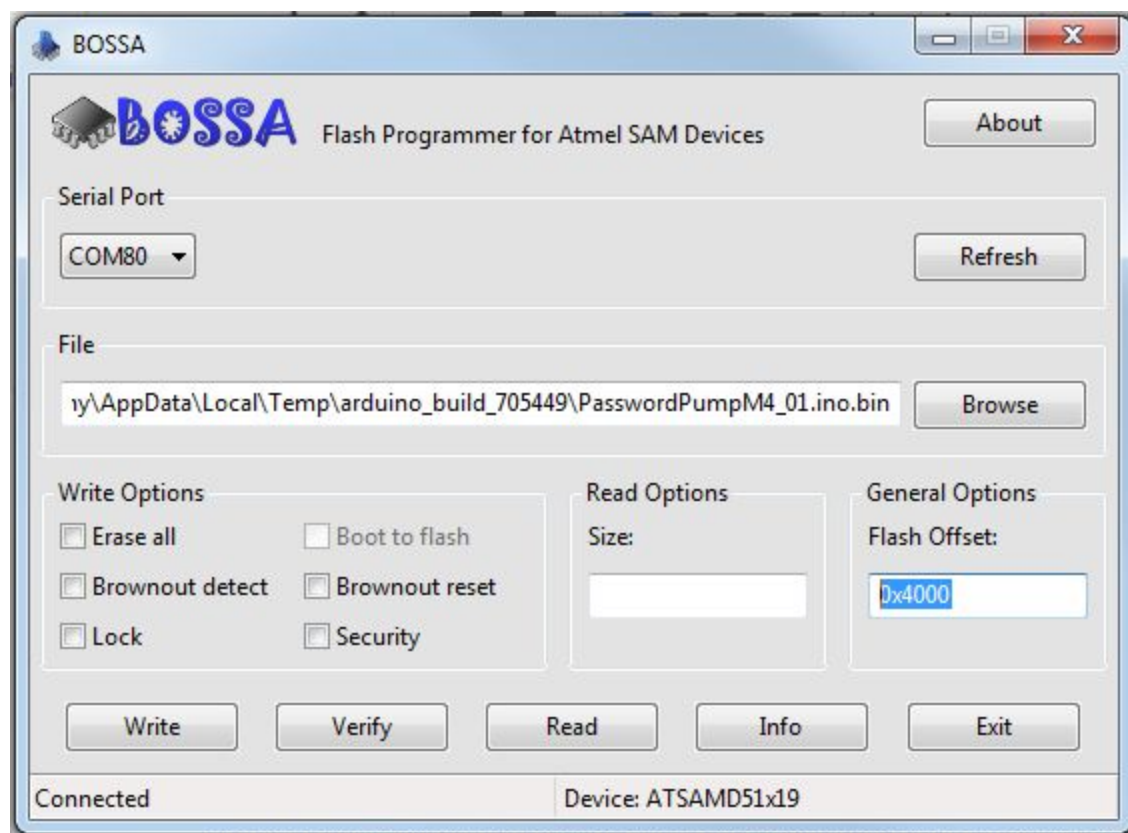 BOSSA
BOSSA Flash Programmer for Atmel SAM Devices About
Serial Port
COM80 Refresh
File
\AppData\Local\Temp\arduino_build_705449\PasswordPumpM4_01.ino.bin Browse
Write Options Read Options General Options
Erase all Boot to flash Size: Flash Offset:
Brownout detect Brownout reset 0x4000
Lock Security
Write Verify Read Info Exit
Connected Device: ATSAMD51x19